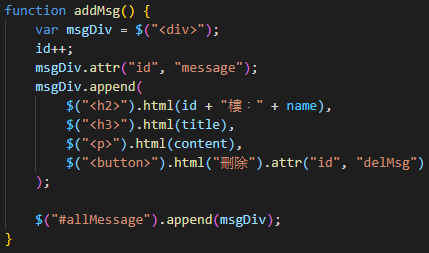 function addMsg() {
    var msgDiv = $("<div>");
    id++;
    msgDiv.attr("id", "message");
    msgDiv.append(
        $("<h2>").html(id + "樓：" + name),
        $("<h3>").html(title),
        $("<p>").html(content),
        $("<button>").html("刪除").attr("id", "delMsg")
    );

    $("#allMessage").append(msgDiv);
}